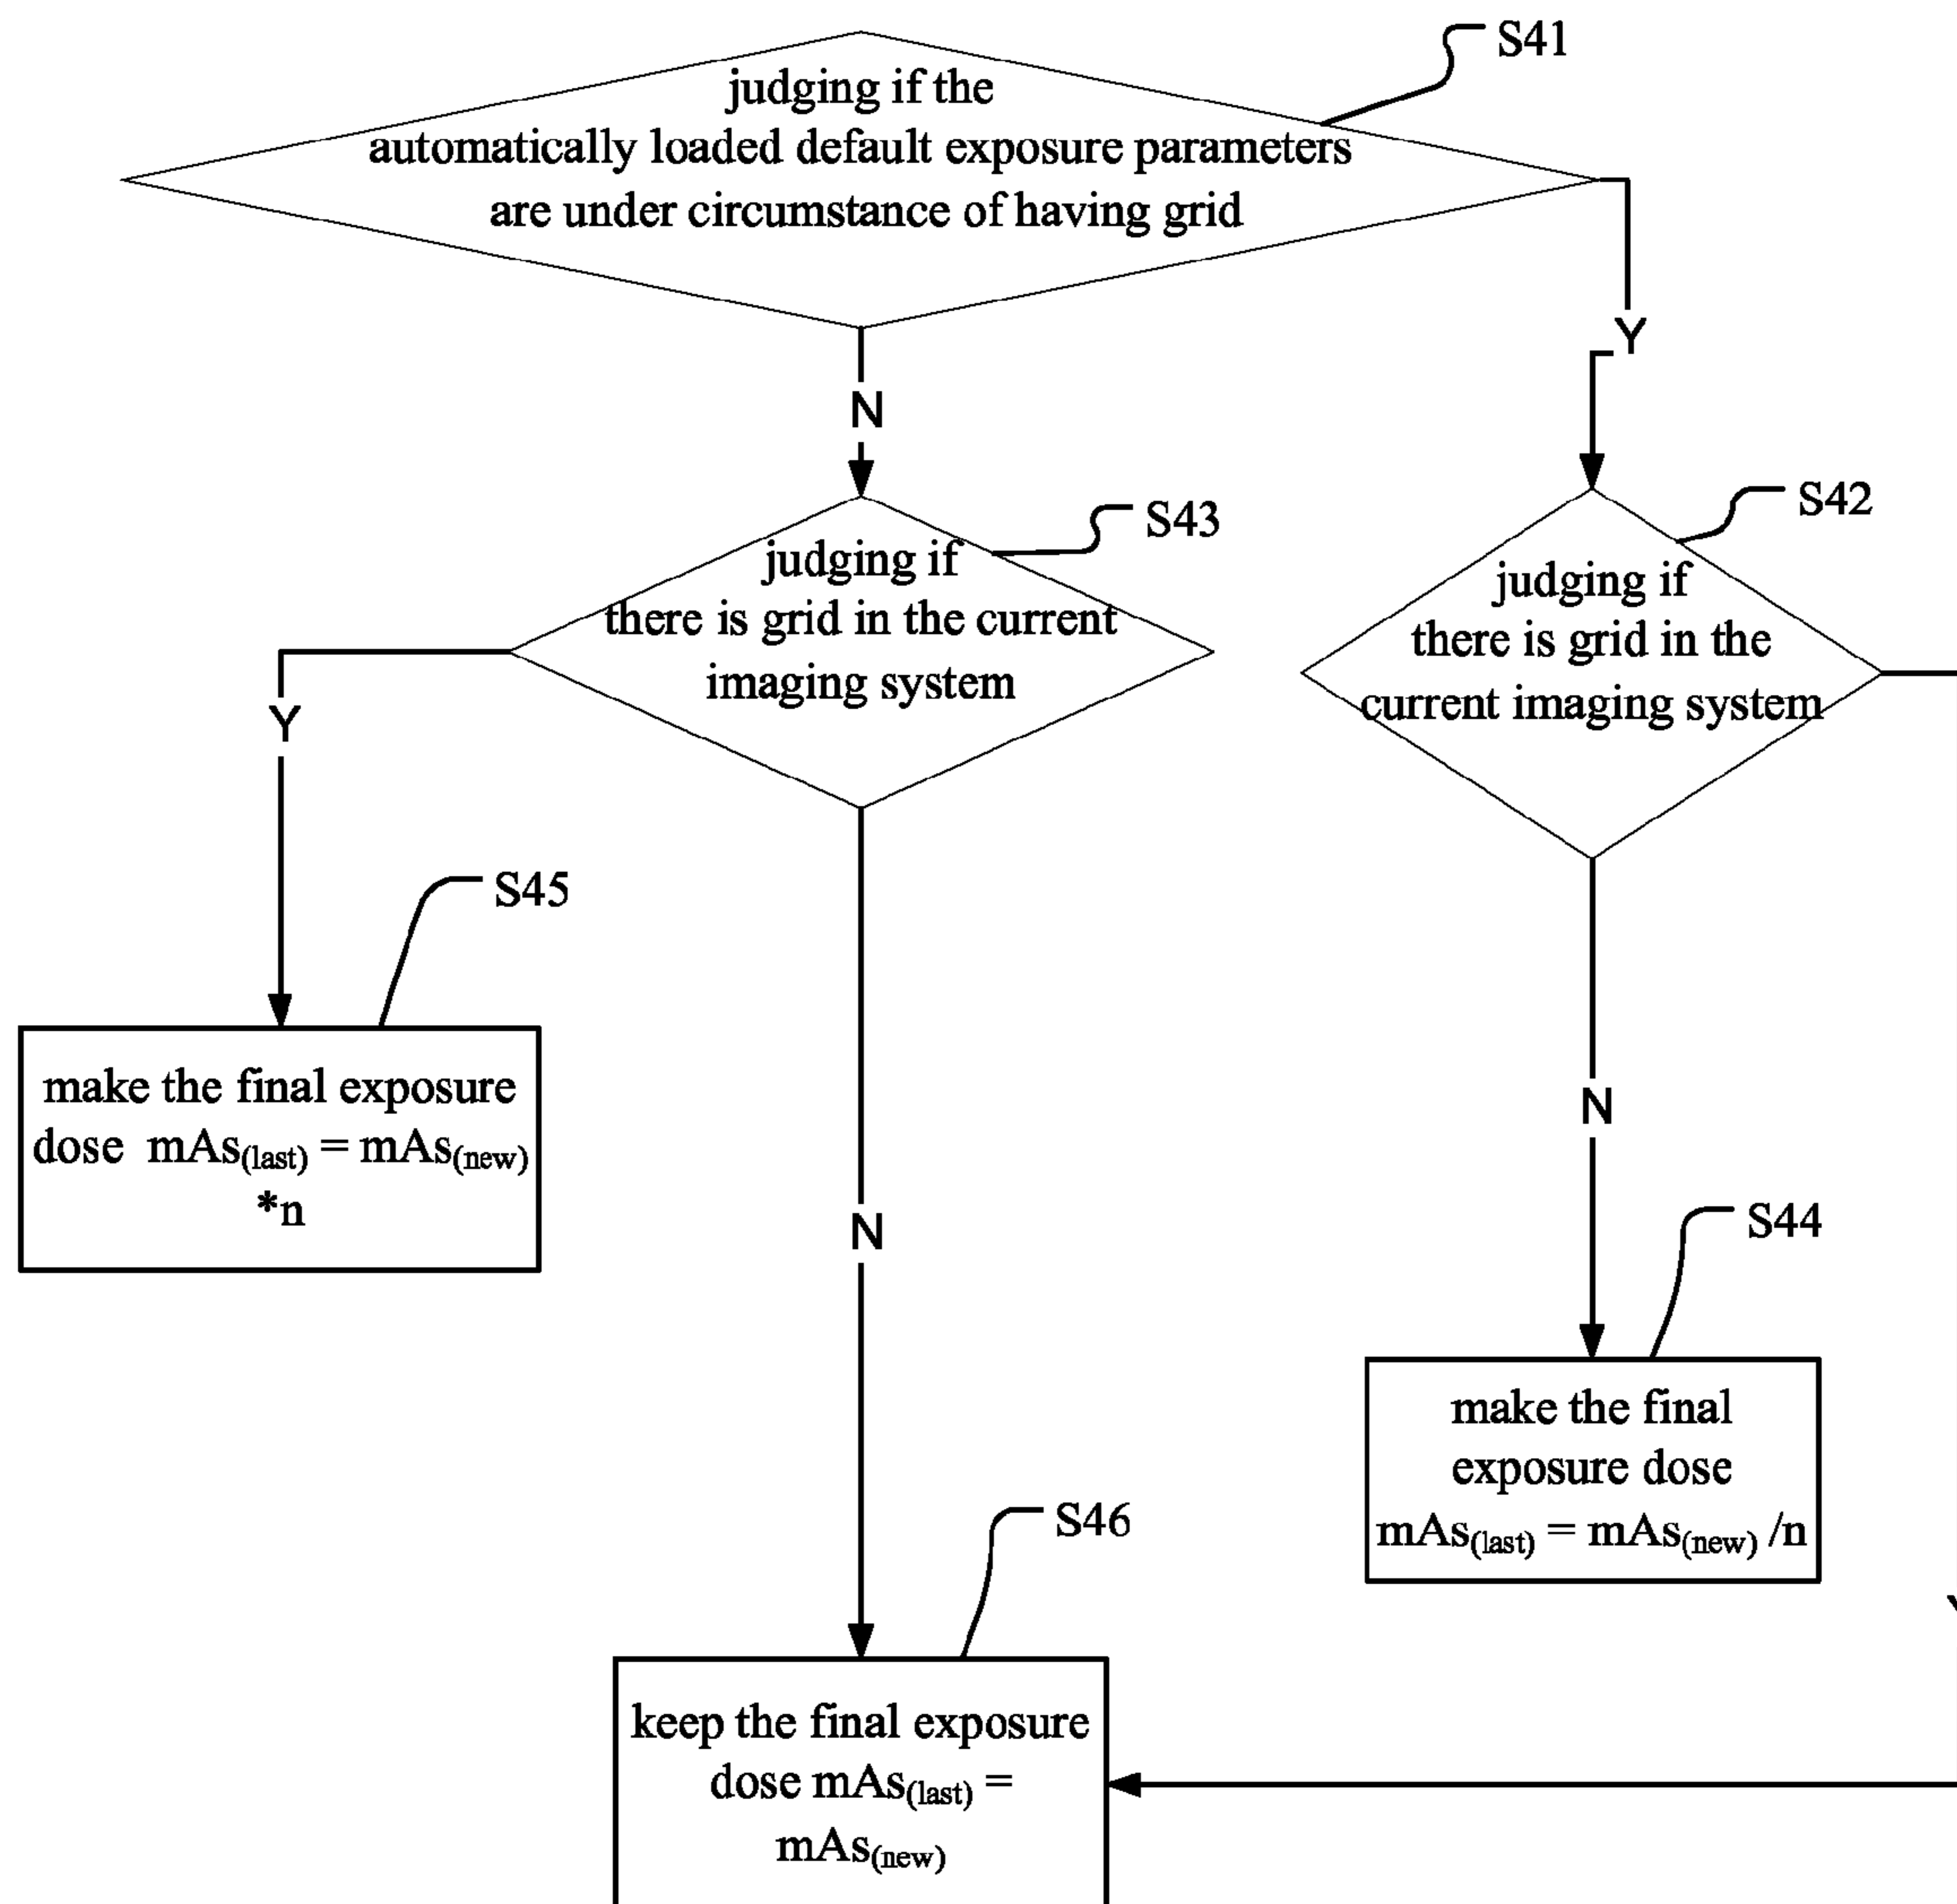 S41
judging if the
automatically loaded default exposure parameters
are under circumstance of having grid
Y
N
S42
S43
judging if
there is grid in the current
imaging system
judging if
there is grid in the
current imaging system
Y
S45
make the final exposure
dose mAs(last) = mAs(new)
*n
N
N
S44
make the final
exposure dose
mAs(last) = mAs(new) /n
S46
keep the final exposure
dose mAs(last) =
mAs(new)